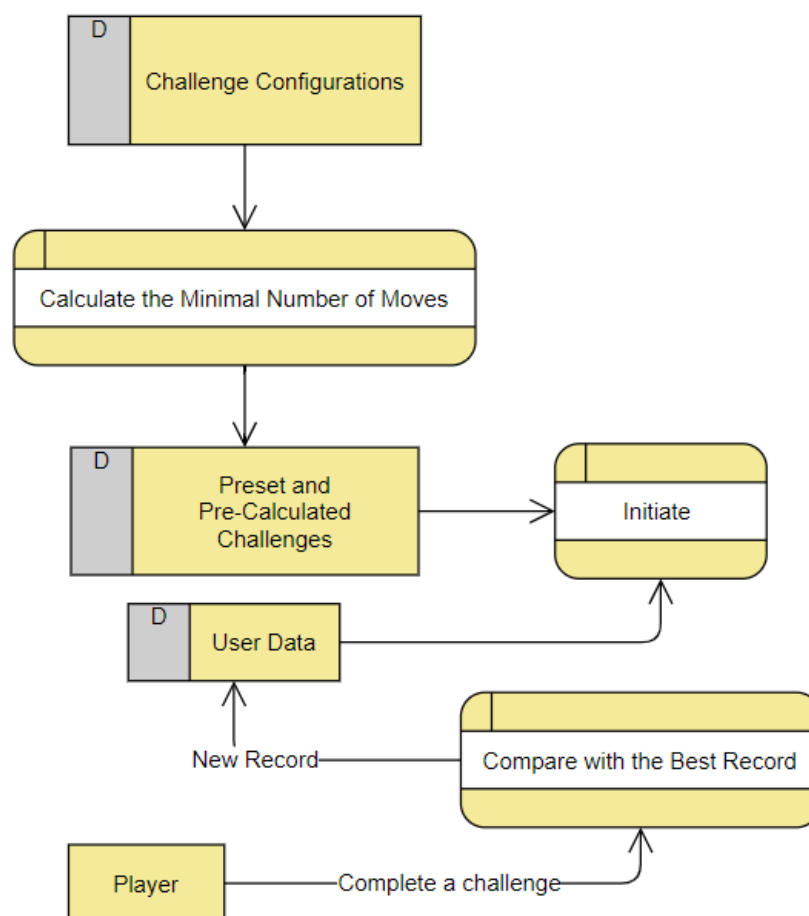 D
Challenge Configurations
Calculate the Minimal Number of Moves
D
Preset and
Pre-Calculated
Challenges
Initiate
D
User Data
New Record
Compare with the Best Record
Player
Complete a challenge